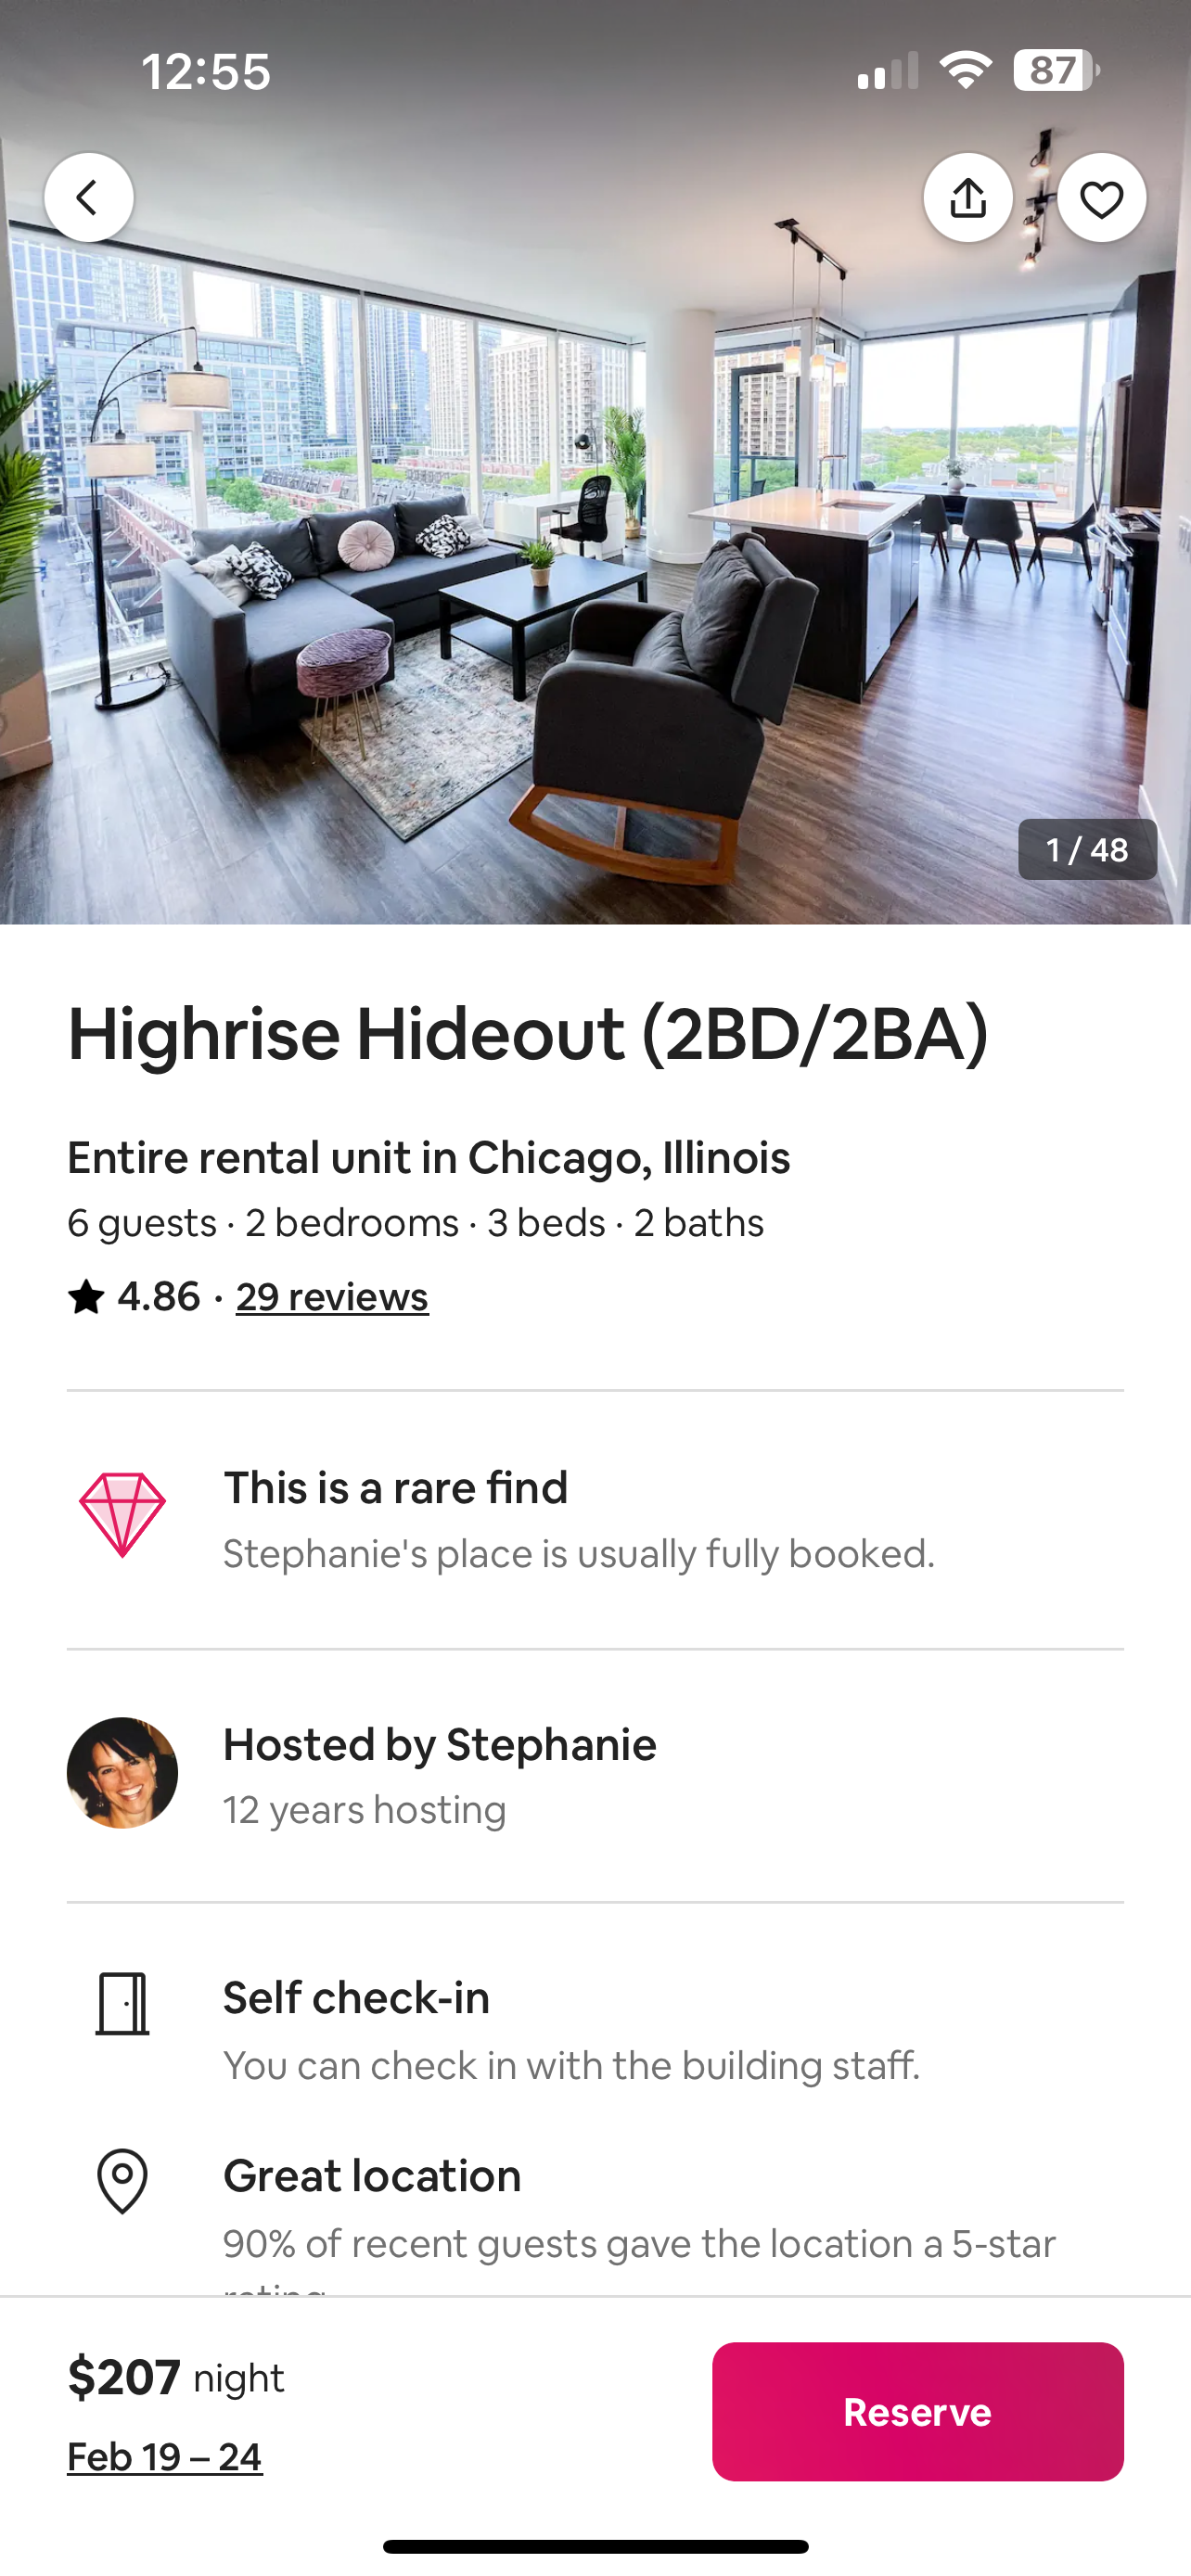 12:55
87
1 / 48
Highrise Hideout (2BD/2BA)
Entire rental unit in Chicago, Illinois
6 guests · 2 bedrooms · 3 beds · 2 baths
★ 4.86 · 29 reviews
This is a rare find
Stephanie's place is usually fully booked.
Hosted by Stephanie
12 years hosting
Self check-in
You can check in with the building staff.
Great location
90% of recent guests gave the location a 5-star
rating.
$207 night
Feb 19 – 24
Reserve